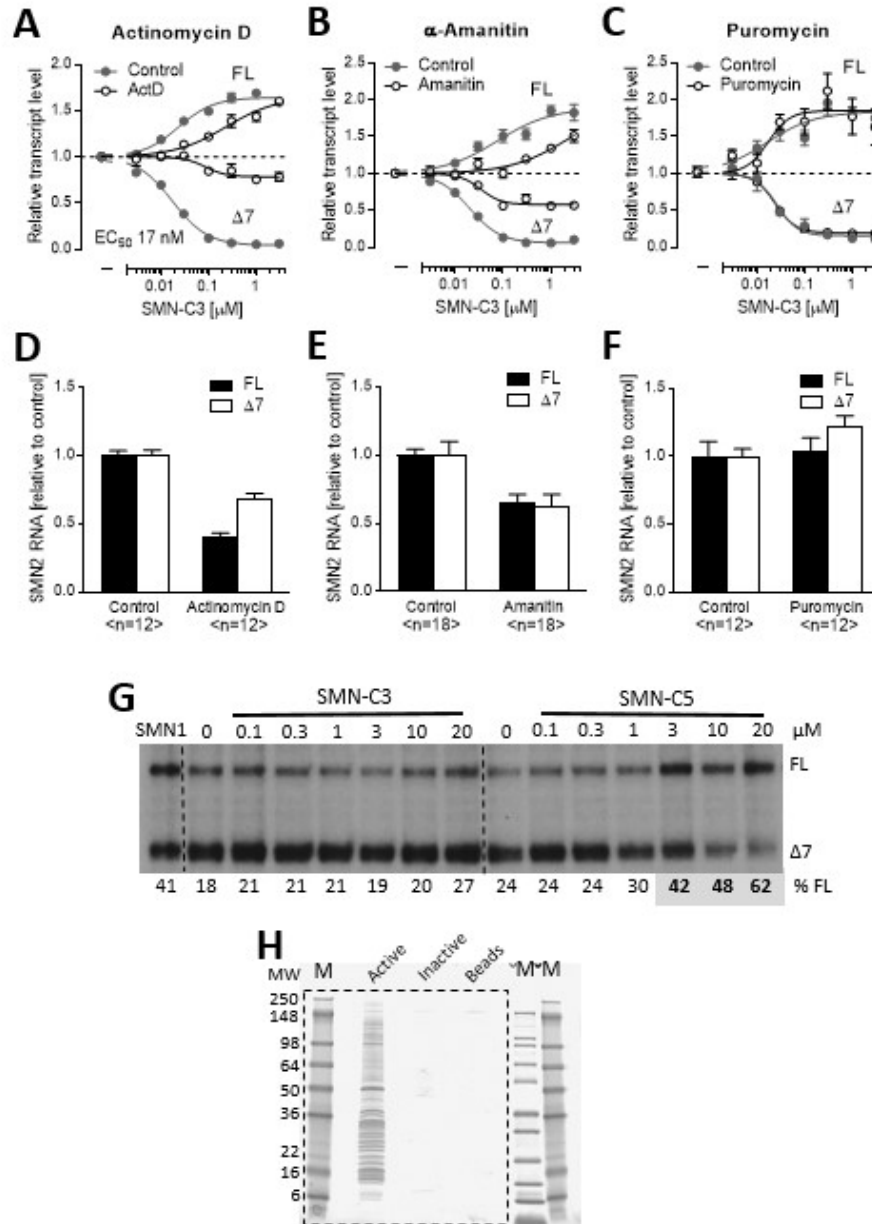 A
Actinomycin D
Relative transcript level
2.0
1.5
1.0
0.5
0.0
Control
ActD
FL
Δ7
EC50 17 nM
–
0.01
0.1
1
SMN-C3 [μM]
B
α-Amanitin
Relative transcript level
2.5
2.0
1.5
1.0
0.5
0.0
Control
Amanitin
FL
Δ7
–
0.01
0.1
1
SMN-C3 [μM]
C
Puromycin
Relative transcript level
2.5
2.0
1.5
1.0
0.5
0.0
Control
Puromycin
FL
Δ7
–
0.01
0.1
1
SMN-C3 [μM]
D
SMN2 RNA [relative to control]
1.5
1.0
0.5
0.0
FL
Δ7
Control Actinomycin D
<n=12> <n=12>
E
SMN2 RNA [relative to control]
1.5
1.0
0.5
0.0
FL
Δ7
Control Amanitin
<n=18> <n=18>
F
SMN2 RNA [relative to control]
1.5
1.0
0.5
0.0
FL
Δ7
Control Puromycin
<n=12> <n=12>
G
SMN-C3 SMN-C5
SMN1 0 0.1 0.3 1 3 10 20 0 0.1 0.3 1 3 10 20 μM
FL
Δ7
41 18 21 21 21 19 20 27 24 24 24 30 42 48 62 % FL
H
MW M Active Inactive Beads M M
250
148
98
64
50
36
22
16
6